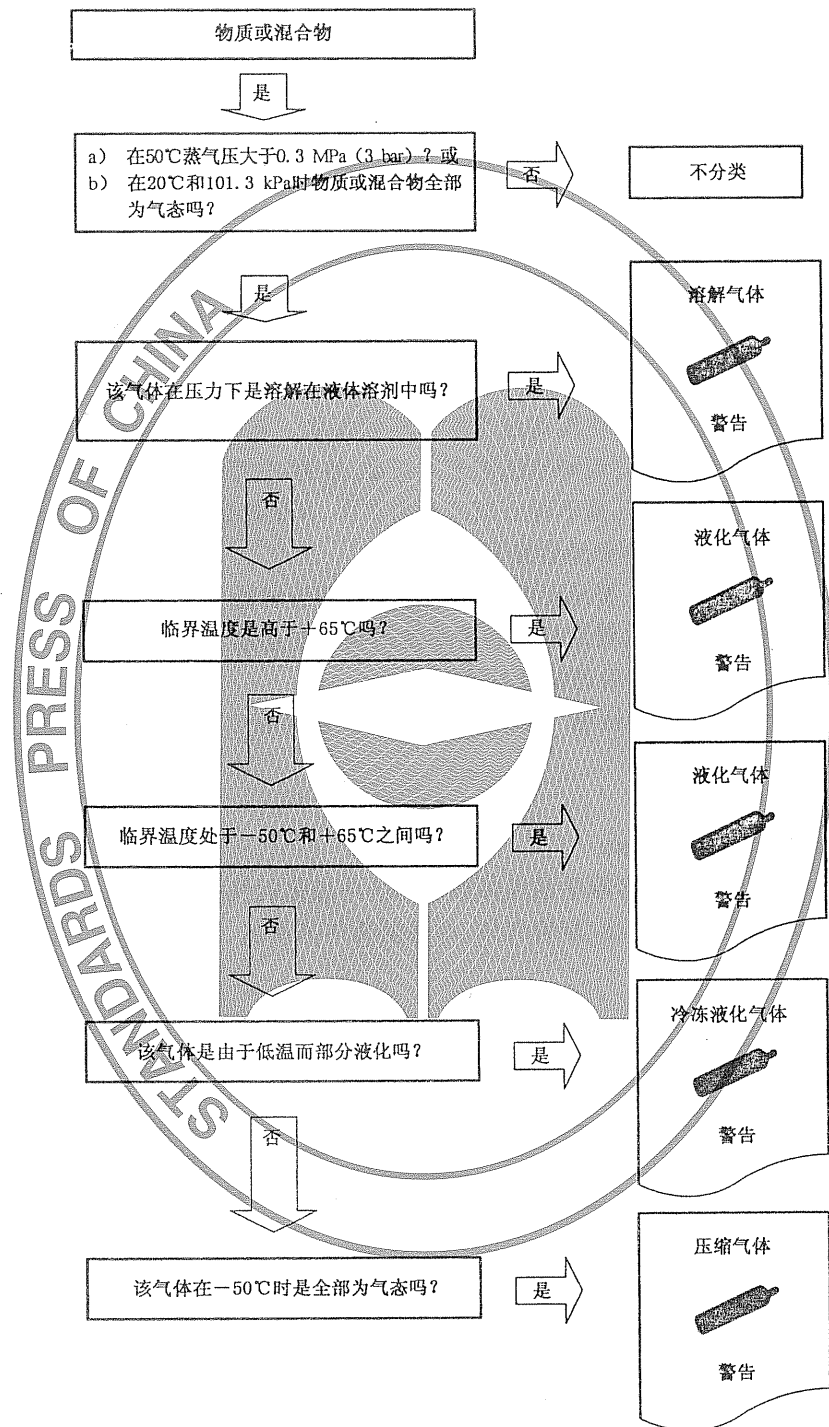 物质或混合物
是
a） 在50℃蒸气压大于0.3 MPa（3 bar）？或
b） 在20℃和101.3 kPa时物质或混合物全部
为气态吗？
否
不分类
是
溶解气体
警告
该气体在压力下是溶解在液体溶剂中吗？
是
否
液化气体
警告
临界温度是高于＋65℃吗？
是
否
液化气体
警告
临界温度处于－50℃和＋65℃之间吗？
是
否
冷冻液化气体
警告
该气体是由于低温而部分液化吗？
是
否
压缩气体
警告
该气体在－50℃时是全部为气态吗？
是
STANDARDS PRESS OF CHINA